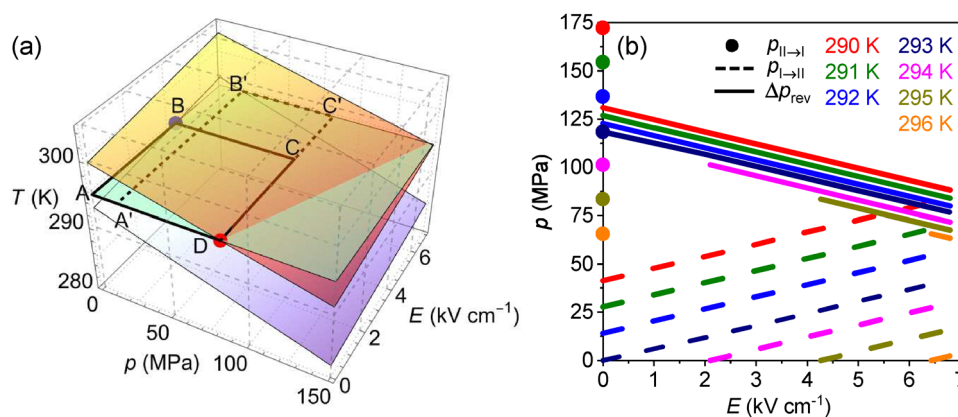 (a)
B'
C'
B
300
C
T (K)
A
290
A'
D
6
280
4
0
E (kV cm⁻¹)
50
2
p (MPa)
100
150
0
(b)
175
p_II→I 290 K 293 K
150
p_I→II 291 K 294 K
Δp_rev 292 K 295 K
125
296 K
p (MPa)
100
75
50
25
0
0 1 2 3 4 5 6 7
E (kV cm⁻¹)